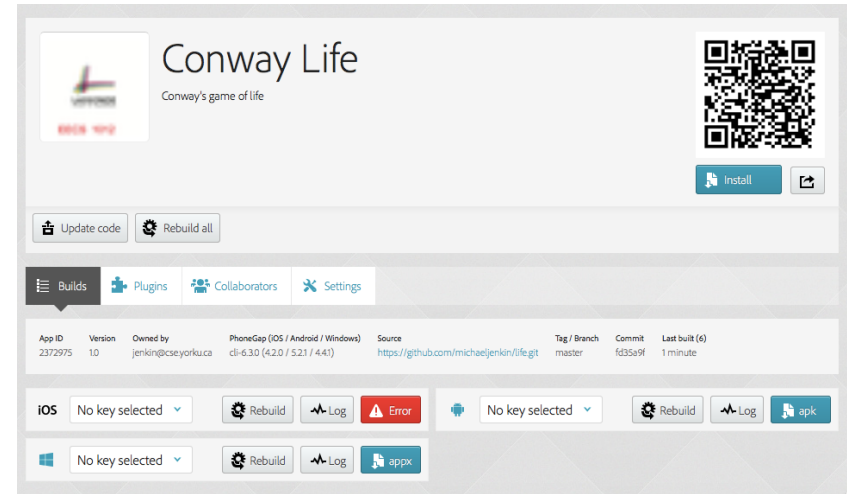 Conway Life
Conway's game of life
EECS 1012
Install
Update code
Rebuild all
Builds
Plugins
Collaborators
Settings
App ID Version Owned by PhoneGap (iOS / Android / Windows) Source Tag / Branch Commit Last built (6)
2372975 1.0 jenkin@cse.yorku.ca cli-6.3.0 (4.2.0 / 5.2.1 / 4.4.1) https://github.com/michaeljenkin/life.git master fd35a9f 1 minute
iOS No key selected Rebuild Log Error
No key selected Rebuild Log apk
No key selected Rebuild Log appx